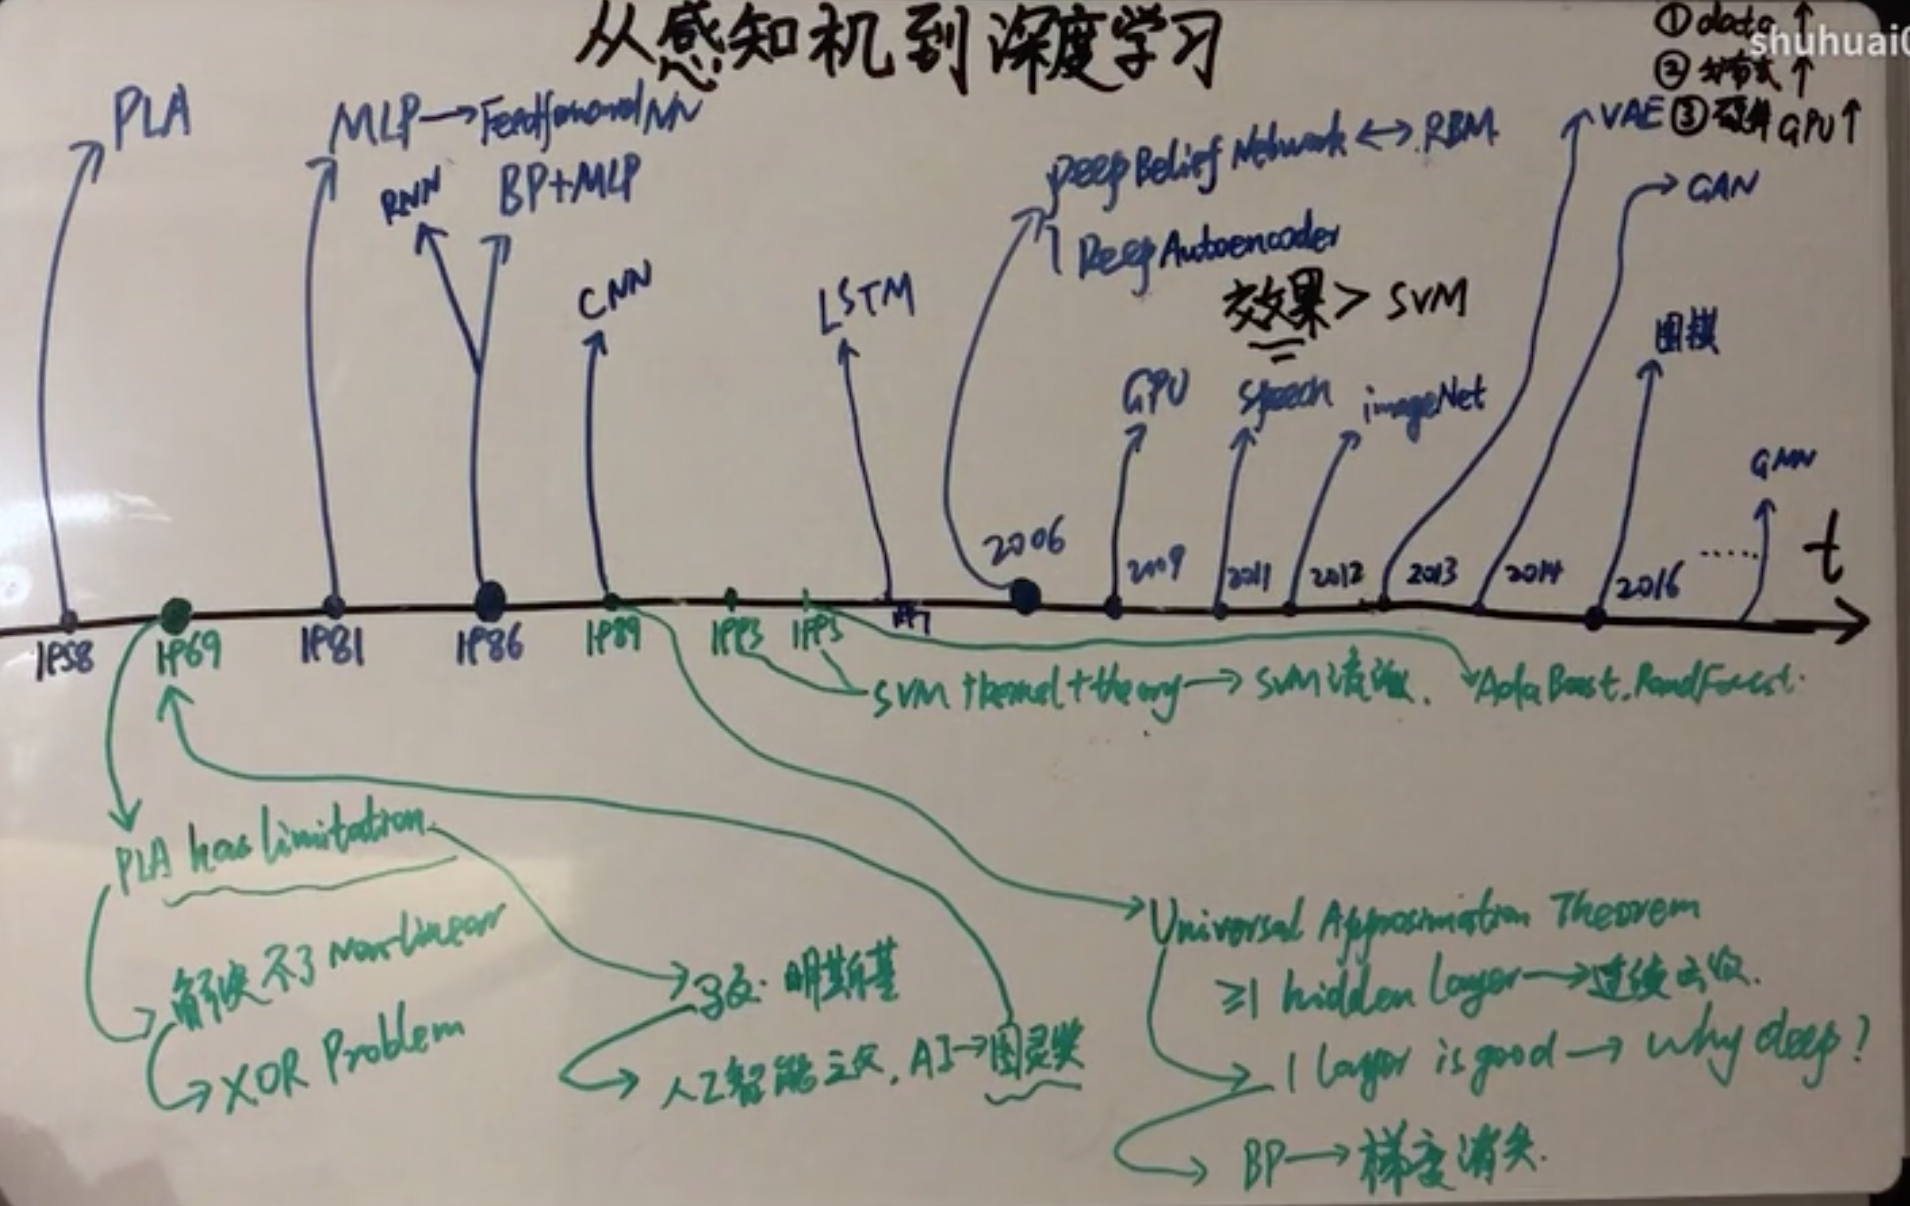 从感知机到深度学习
① data ↑
shuhuai0
② 分布式 ↑
③ 硬件 GPU ↑
PLA
MLP → Feedforward NN
RNN
BP+MLP
CNN
LSTM
Deep Belief Network ↔ RBM
Deep Autoencoder
效果 > SVM
GPU
speech
imageNet
VAE
GAN
围棋
GNN
t
1958
1969
1981
1986
1989
1993
1995
1997
2006
2009
2011
2012
2013
2014
2016
......
SVM + kernel + theory → SVM 流派.
AdaBoost. RandForest.
PLA has limitation
解决不了 non-linear
XOR Problem
明斯基
人工智能之父. AI → 图灵奖
Universal Approximation Theorem
≥1 hidden layer → 连续函数.
1 layer is good → why deep?
BP → 梯度消失.